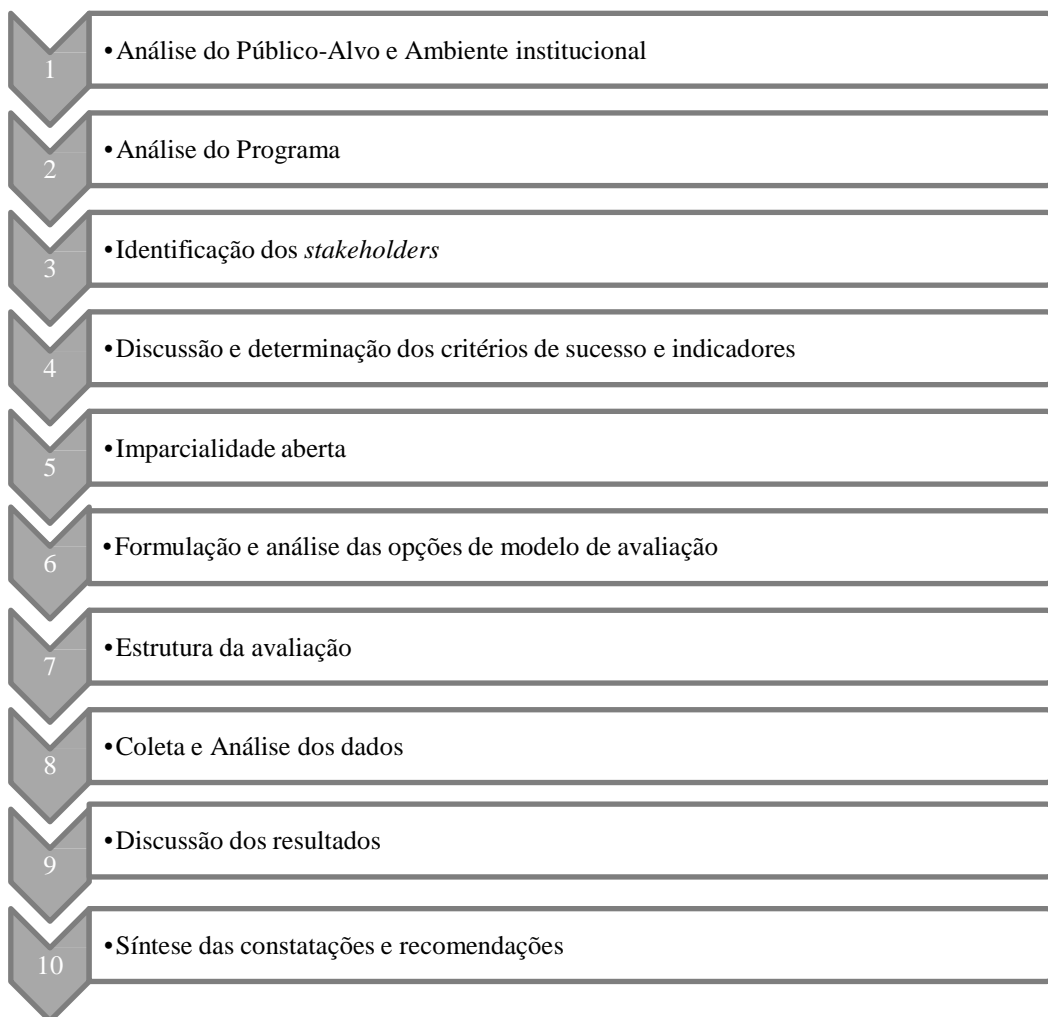 1
•Análise do Público-Alvo e Ambiente institucional
2
•Análise do Programa
3
•Identificação dos stakeholders
4
•Discussão e determinação dos critérios de sucesso e indicadores
5
•Imparcialidade aberta
6
•Formulação e análise das opções de modelo de avaliação
7
•Estrutura da avaliação
8
•Coleta e Análise dos dados
9
•Discussão dos resultados
10
•Síntese das constatações e recomendações